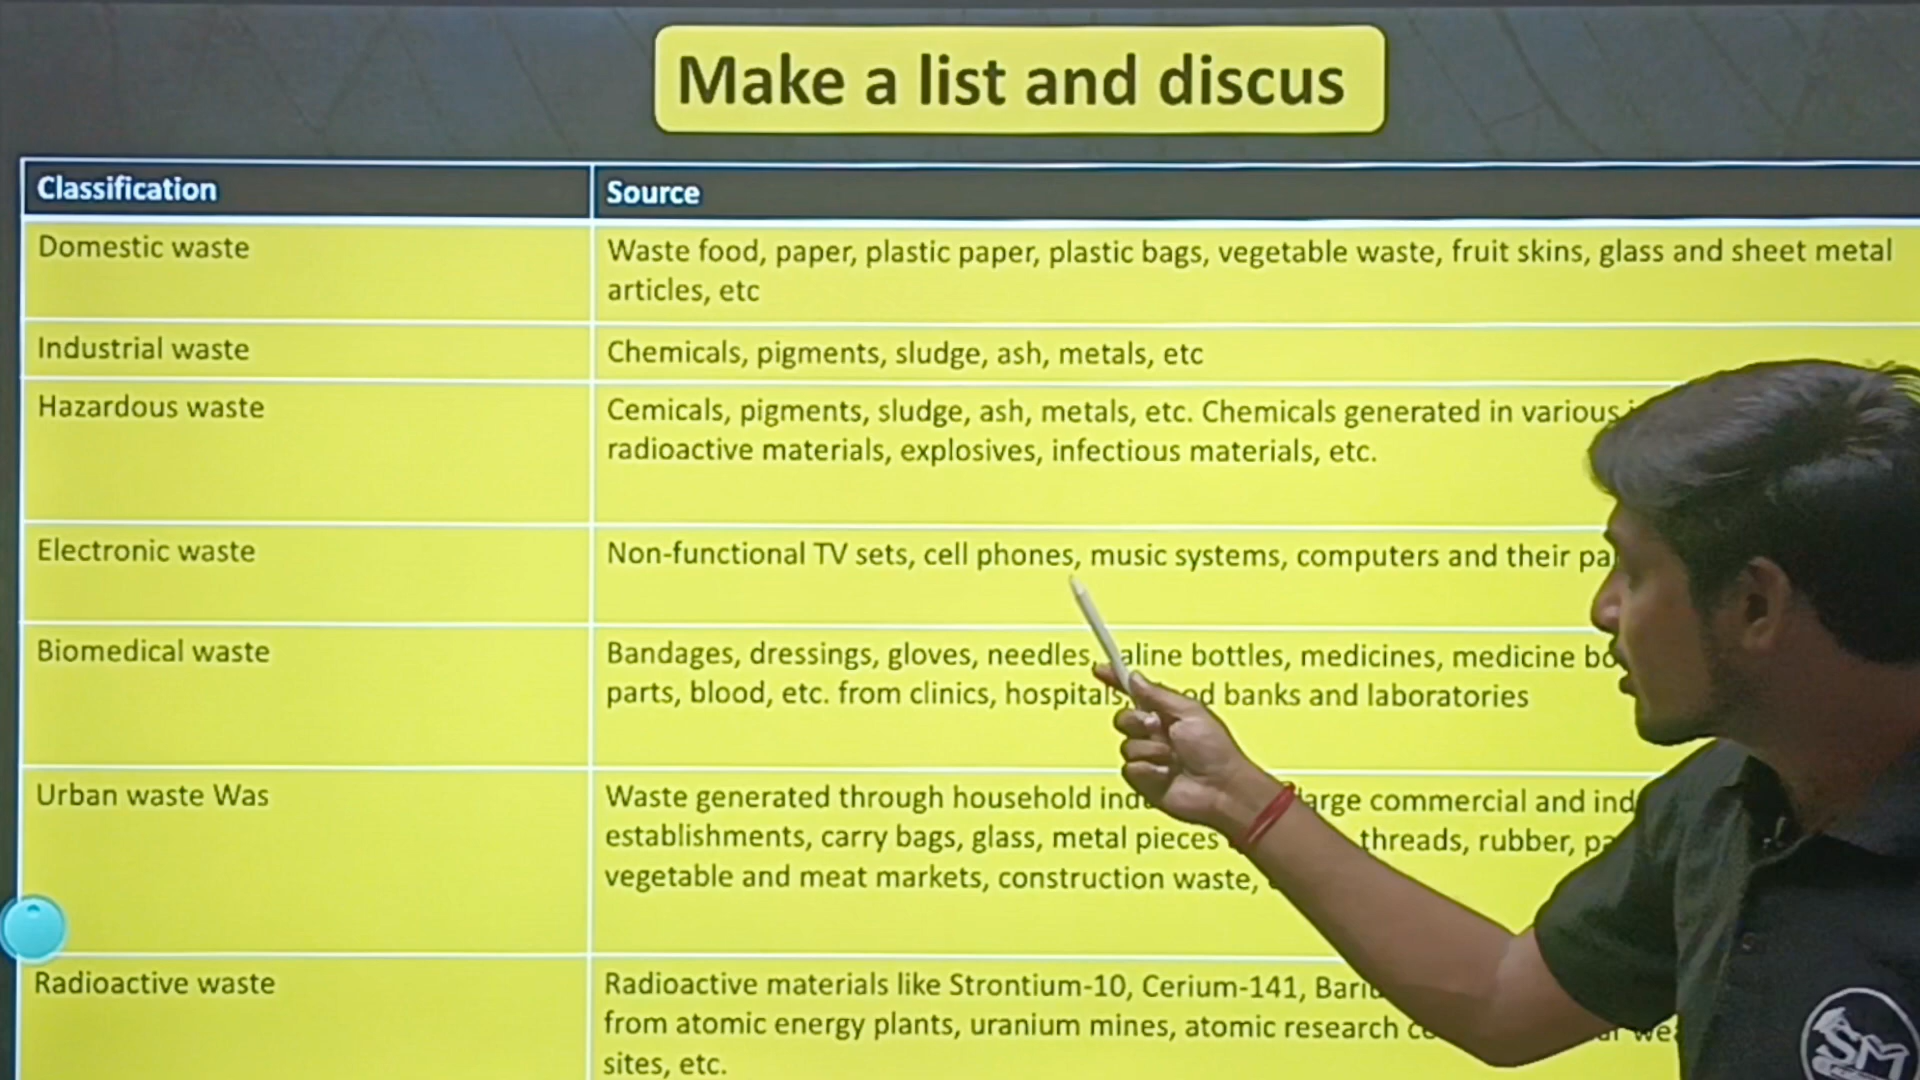 Make a list and discus
Classification
Source
Domestic waste
Waste food, paper, plastic paper, plastic bags, vegetable waste, fruit skins, glass and sheet metal
articles, etc
Industrial waste
Chemicals, pigments, sludge, ash, metals, etc
Hazardous waste
Cemicals, pigments, sludge, ash, metals, etc. Chemicals generated in various
radioactive materials, explosives, infectious materials, etc.
Electronic waste
Non-functional TV sets, cell phones, music systems, computers and their
Biomedical waste
Bandages, dressings, gloves, needles, bottles, medicines, medicine
parts, blood, etc. from clinics, hospitals, banks and laboratories
Urban waste Was
Waste generated through household commercial and
establishments, carry bags, glass, metal pieces threads, rubber,
vegetable and meat markets, construction waste,
Radioactive waste
Radioactive materials like Strontium-10, Cerium-141,
from atomic energy plants, uranium mines, atomic research
sites, etc.
SM